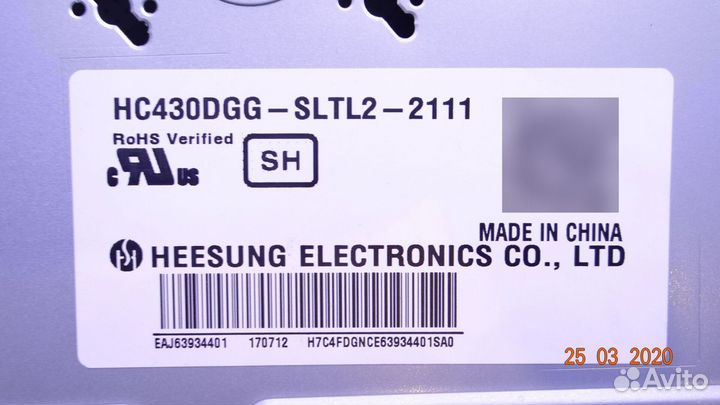 HC430DGG-SLTL2-2111
RoHS Verified
c RU us
SH
MADE IN CHINA
HEESUNG ELECTRONICS CO., LTD
EAJ63934401 170712 H7C4FDGNCE63934401SA0
25 03 2020
Avito